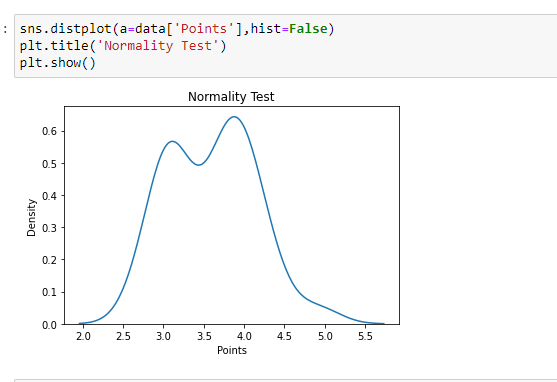 : sns.distplot(a=data['Points'],hist=False)
plt.title('Normality Test')
plt.show()
Normality Test
0.6
0.5
0.4
0.3
0.2
0.1
0.0
Density
2.0 2.5 3.0 3.5 4.0 4.5 5.0 5.5
Points